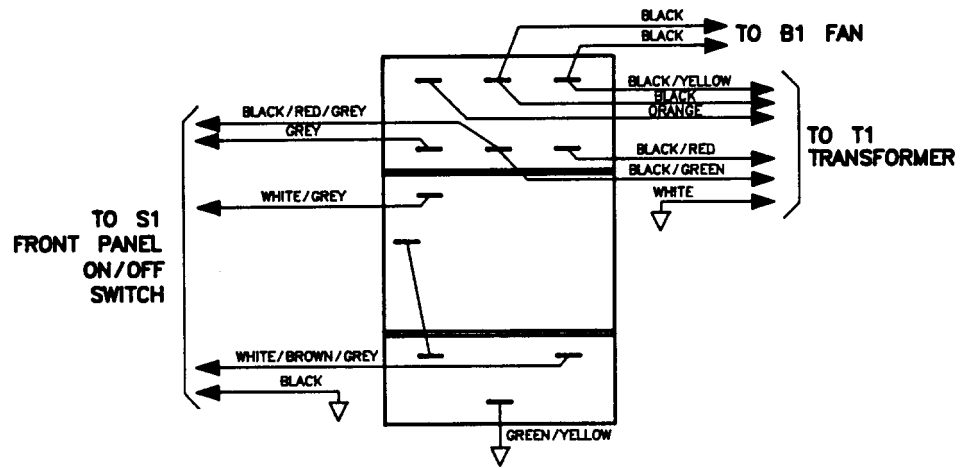 BLACK
BLACK
TO B1 FAN
BLACK/YELLOW
BLACK
ORANGE
BLACK/RED/GREY
GREY
TO T1
TRANSFORMER
BLACK/RED
BLACK/GREEN
WHITE
WHITE/GREY
TO S1
FRONT PANEL
ON/OFF
SWITCH
WHITE/BROWN/GREY
BLACK
GREEN/YELLOW